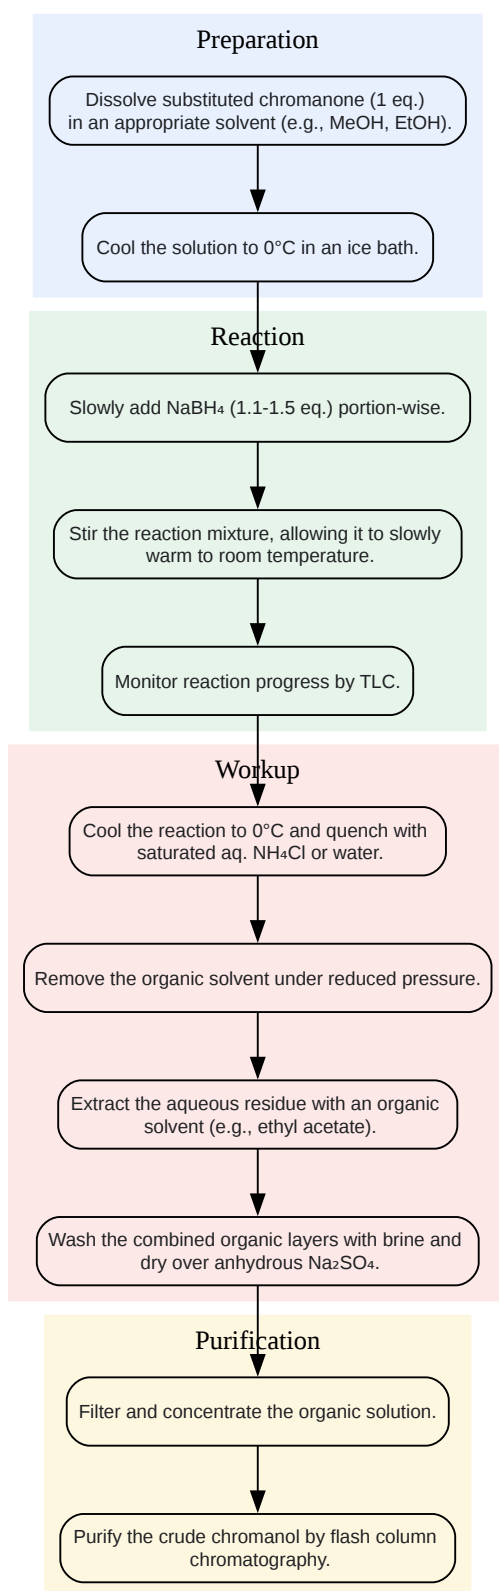 Preparation
Dissolve substituted chromanone (1 eq.)
in an appropriate solvent (e.g., MeOH, EtOH).
Cool the solution to 0°C in an ice bath.
Reaction
Slowly add NaBH₄ (1.1-1.5 eq.) portion-wise.
Stir the reaction mixture, allowing it to slowly
warm to room temperature.
Monitor reaction progress by TLC.
Workup
Cool the reaction to 0°C and quench with
saturated aq. NH₄Cl or water.
Remove the organic solvent under reduced pressure.
Extract the aqueous residue with an organic
solvent (e.g., ethyl acetate).
Wash the combined organic layers with brine and
dry over anhydrous Na₂SO₄.
Purification
Filter and concentrate the organic solution.
Purify the crude chromanol by flash column
chromatography.